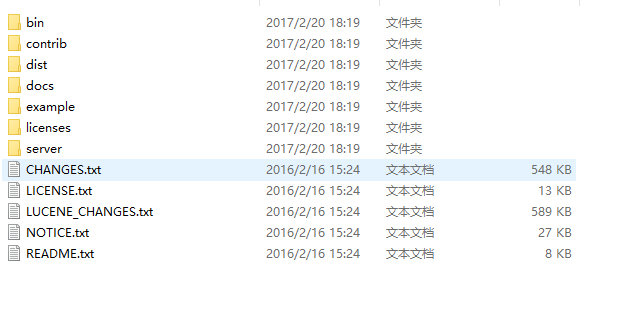 bin 2017/2/20 18:19 文件夹
contrib 2017/2/20 18:19 文件夹
dist 2017/2/20 18:19 文件夹
docs 2017/2/20 18:19 文件夹
example 2017/2/20 18:19 文件夹
licenses 2017/2/20 18:19 文件夹
server 2017/2/20 18:19 文件夹
CHANGES.txt 2016/2/16 15:24 文本文档 548 KB
LICENSE.txt 2016/2/16 15:24 文本文档 13 KB
LUCENE_CHANGES.txt 2016/2/16 15:24 文本文档 589 KB
NOTICE.txt 2016/2/16 15:24 文本文档 27 KB
README.txt 2016/2/16 15:24 文本文档 8 KB